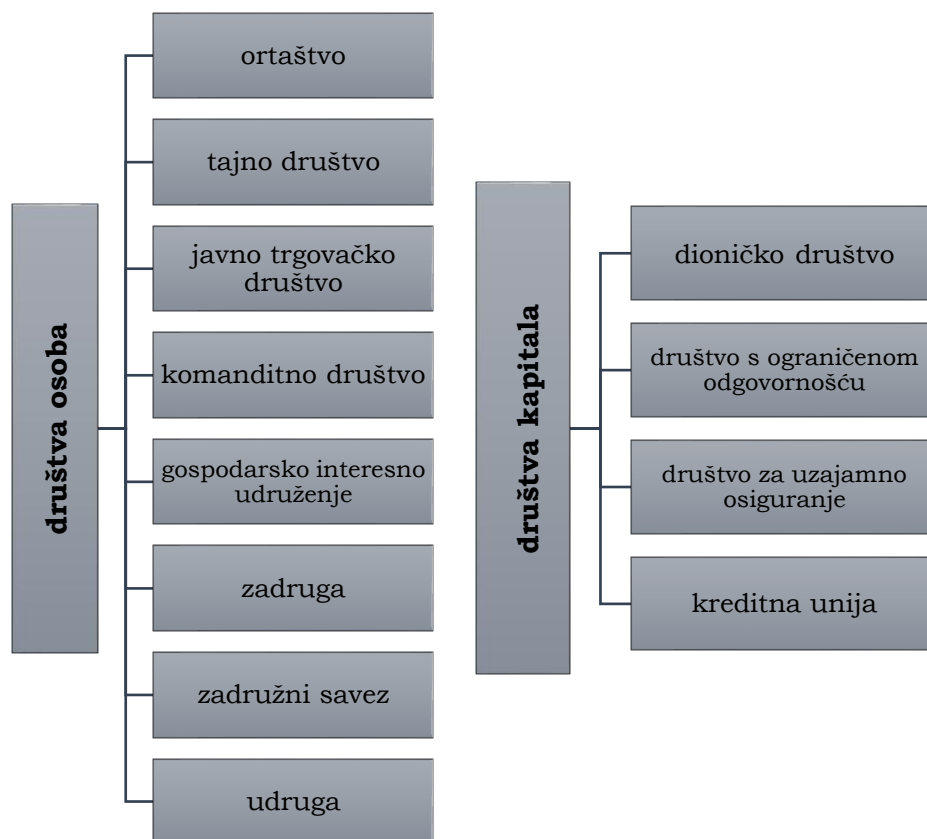 društva osoba
ortaštvo
tajno društvo
javno trgovačko
društvo
komanditno društvo
gospodarsko interesno
udruženje
zadruga
zadružni savez
udruga
društva kapitala
dioničko društvo
društvo s ograničenom
odgovornošću
društvo za uzajamno
osiguranje
kreditna unija